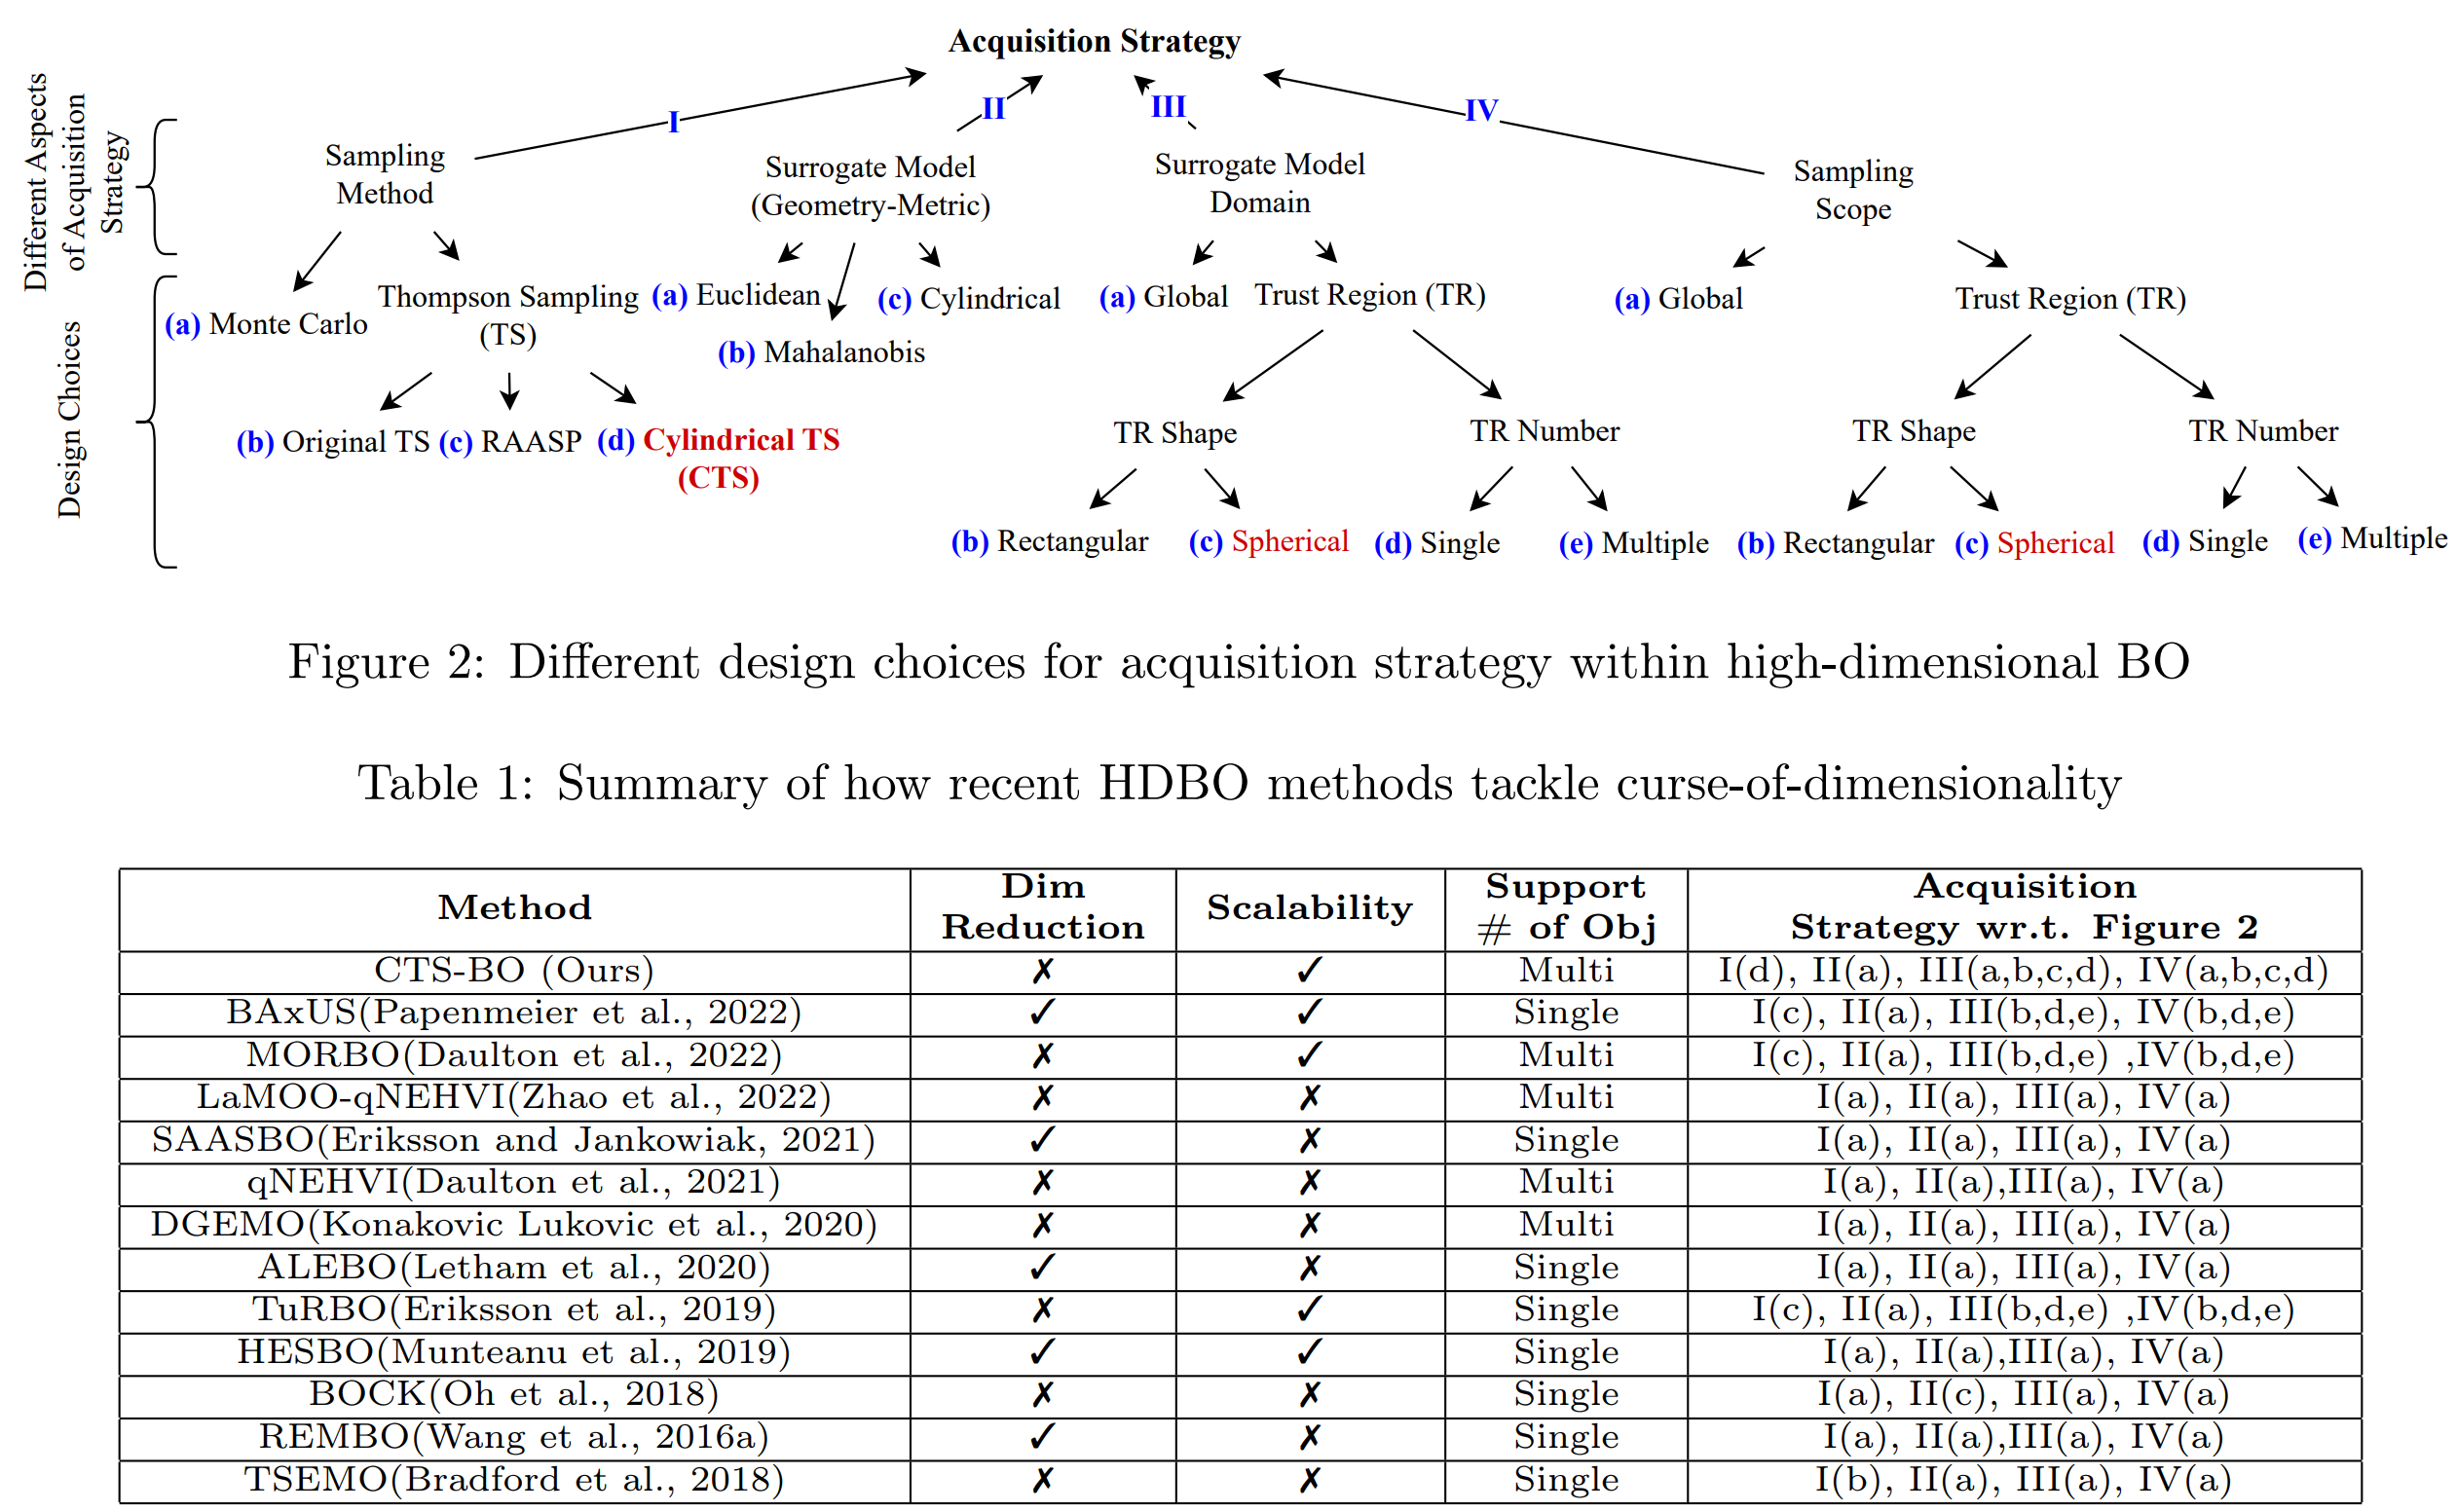 Acquisition Strategy
I
II
III
IV
Different Aspects
of Acquisition
Strategy
Sampling
Method
Surrogate Model
(Geometry-Metric)
Surrogate Model
Domain
Sampling
Scope
Design Choices
(a) Monte Carlo
Thompson Sampling
(TS)
(a) Euclidean
(b) Mahalanobis
(c) Cylindrical
(a) Global
Trust Region (TR)
(a) Global
Trust Region (TR)
(b) Original TS
(c) RAASP
(d) Cylindrical TS
(CTS)
TR Shape
TR Number
TR Shape
TR Number
(b) Rectangular
(c) Spherical
(d) Single
(e) Multiple
(b) Rectangular
(c) Spherical
(d) Single
(e) Multiple
Figure 2: Different design choices for acquisition strategy within high-dimensional BO
Table 1: Summary of how recent HDBO methods tackle curse-of-dimensionality
Method | Dim Reduction | Scalability | Support # of Obj | Acquisition Strategy wr.t. Figure 2
CTS-BO (Ours) ✗ ✓ Multi I(d), II(a), III(a,b,c,d), IV(a,b,c,d)
BAxUS(Papenmeier et al., 2022) ✓ ✓ Single I(c), II(a), III(b,d,e), IV(b,d,e)
MORBO(Daulton et al., 2022) ✗ ✓ Multi I(c), II(a), III(b,d,e) ,IV(b,d,e)
LaMOO-qNEHVI(Zhao et al., 2022) ✗ ✗ Multi I(a), II(a), III(a), IV(a)
SAASBO(Eriksson and Jankowiak, 2021) ✓ ✗ Single I(a), II(a), III(a), IV(a)
qNEHVI(Daulton et al., 2021) ✗ ✗ Multi I(a), II(a),III(a), IV(a)
DGEMO(Konakovic Lukovic et al., 2020) ✗ ✗ Multi I(a), II(a), III(a), IV(a)
ALEBO(Letham et al., 2020) ✓ ✗ Single I(a), II(a), III(a), IV(a)
TuRBO(Eriksson et al., 2019) ✗ ✓ Single I(c), II(a), III(b,d,e) ,IV(b,d,e)
HESBO(Munteanu et al., 2019) ✓ ✓ Single I(a), II(a),III(a), IV(a)
BOCK(Oh et al., 2018) ✗ ✗ Single I(a), II(c), III(a), IV(a)
REMBO(Wang et al., 2016a) ✓ ✗ Single I(a), II(a),III(a), IV(a)
TSEMO(Bradford et al., 2018) ✗ ✗ Single I(b), II(a), III(a), IV(a)